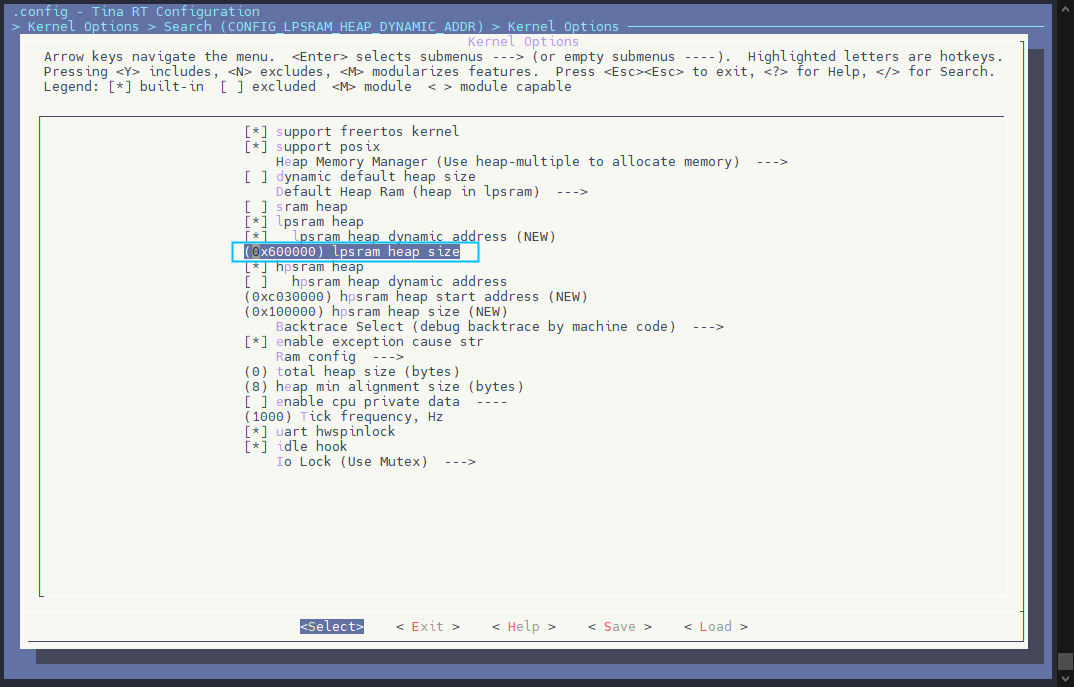 .config - Tina RT Configuration
> Kernel Options > Search (CONFIG_LPSRAM_HEAP_DYNAMIC_ADDR) > Kernel Options
Kernel Options
Arrow keys navigate the menu.  <Enter> selects submenus ---> (or empty submenus ----).  Highlighted letters are hotkeys.
Pressing <Y> includes, <N> excludes, <M> modularizes features.  Press <Esc><Esc> to exit, <?> for Help, </> for Search.
Legend: [*] built-in  [ ] excluded  <M> module  < > module capable
[*] support freertos kernel
[*] support posix
Heap Memory Manager (Use heap-multiple to allocate memory)  --->
[ ] dynamic default heap size
Default Heap Ram (heap in lpsram)  --->
[ ] sram heap
[*] lpsram heap
[*]   lpsram heap dynamic address (NEW)
(0x600000) lpsram heap size
[*] hpsram heap
[ ]   hpsram heap dynamic address
(0xc030000) hpsram heap start address (NEW)
(0x100000) hpsram heap size (NEW)
Backtrace Select (debug backtrace by machine code)  --->
[*] enable exception cause str
Ram config  --->
(0) total heap size (bytes)
(8) heap min alignment size (bytes)
[ ] enable cpu private data  ----
(1000) Tick frequency, Hz
[*] uart hwspinlock
[*] idle hook
Io Lock (Use Mutex)  --->
<Select>    < Exit >    < Help >    < Save >    < Load >